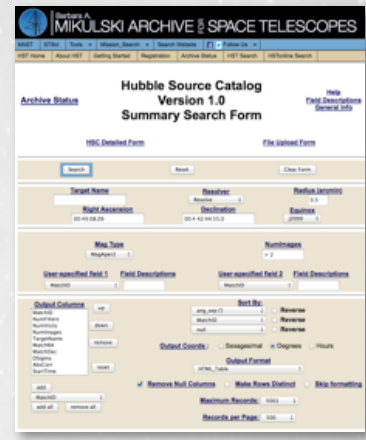 Barbara A.
MIKULSKI ARCHIVE SPACE TELESCOPES
MAST STScI Tools Mission_Search Search Website Follow Us
HST Home About HST Getting Started Registration Archive Status HST Search HSTonline Search
Hubble Source Catalog
Version 1.0
Summary Search Form
Archive Status
Help
Field Descriptions
General Info
HSC Detailed Form File Upload Form
Search Reset Clear Form
Target Name Resolver Radius (arcmin)
Resolve 0.5
Right Ascension Declination Equinox
J2000
Mag Type NumImages
MagAper2 > 2
User-specified field 1 Field Descriptions User-specified field 2 Field Descriptions
MatchID MatchID
Output Columns Sort By:
MatchID
NumFilters
NumVisits
NumImages
TargetName
MatchRA
MatchDec
DSigma
AbsCorr
StartTime
up
down
remove
reset
ang_sep () Reverse
MatchID Reverse
null Reverse
Output Coords: Sexagesimal Degrees Hours
Output Format
HTML_Table
add
MatchID
add all remove all
Remove Null Columns Make Rows Distinct Skip formatting
Maximum Records: 5001
Records per Page: 500